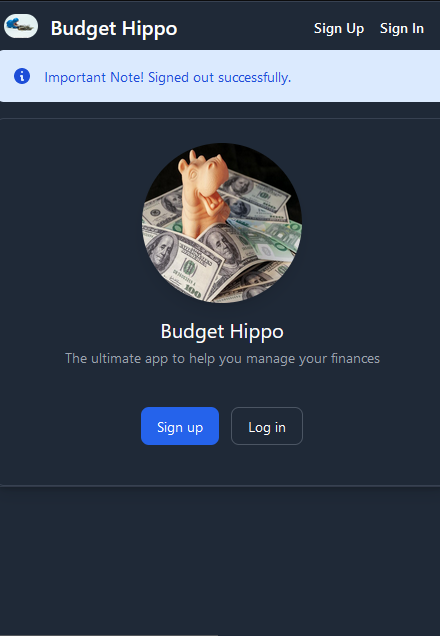 Budget Hippo
Sign Up Sign In
Important Note! Signed out successfully.
100
Budget Hippo
The ultimate app to help you manage your finances
Sign up Log in